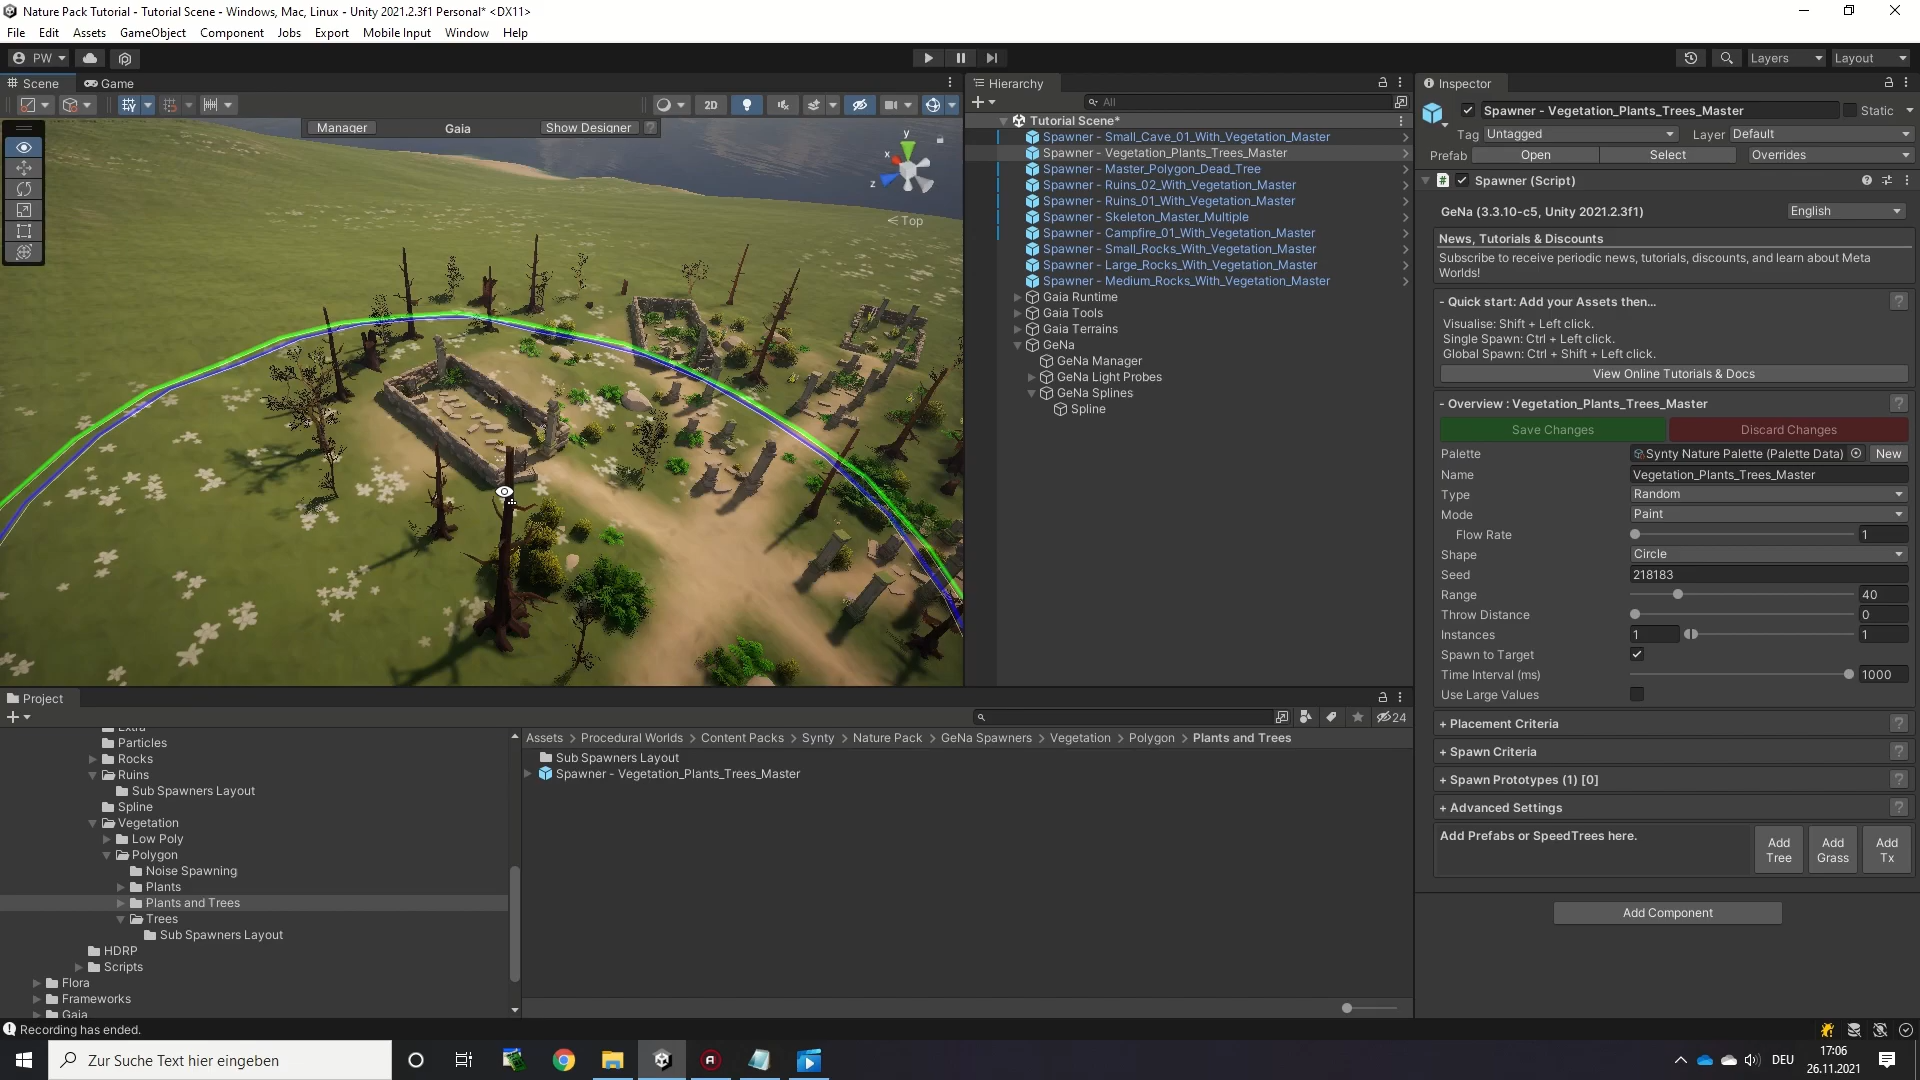 Nature Pack Tutorial - Tutorial Scene - Windows, Mac, Linux - Unity 2021.2.3f1 Personal* <DX11>
File Edit Assets GameObject Component Jobs Export Mobile Input Window Help
PW Layers Layout
Scene Game
2D
Manager Gaia Show Designer ?
y x z
Top
Hierarchy
All
Tutorial Scene*
Spawner - Small_Cave_01_With_Vegetation_Master
Spawner - Vegetation_Plants_Trees_Master
Spawner - Master_Polygon_Dead_Tree
Spawner - Ruins_02_With_Vegetation_Master
Spawner - Ruins_01_With_Vegetation_Master
Spawner - Skeleton_Master_Multiple
Spawner - Campfire_01_With_Vegetation_Master
Spawner - Small_Rocks_With_Vegetation_Master
Spawner - Large_Rocks_With_Vegetation_Master
Spawner - Medium_Rocks_With_Vegetation_Master
Gaia Runtime
Gaia Tools
Gaia Terrains
GeNa
GeNa Manager
GeNa Light Probes
GeNa Splines
Spline
Inspector
Spawner - Vegetation_Plants_Trees_Master Static
Tag Untagged Layer Default
Prefab Open Select Overrides
Spawner (Script)
GeNa (3.3.10-c5, Unity 2021.2.3f1) English
News, Tutorials & Discounts
Subscribe to receive periodic news, tutorials, discounts, and learn about Meta
Worlds!
- Quick start: Add your Assets then... ?
Visualise: Shift + Left click.
Single Spawn: Ctrl + Left click.
Global Spawn: Ctrl + Shift + Left click.
View Online Tutorials & Docs
- Overview : Vegetation_Plants_Trees_Master ?
Save Changes Discard Changes
Palette Synty Nature Palette (Palette Data) New
Name Vegetation_Plants_Trees_Master
Type Random
Mode Paint
Flow Rate 1
Shape Circle
Seed 218183
Range 40
Throw Distance 0
Instances 1 1
Spawn to Target
Time Interval (ms) 1000
Use Large Values
+ Placement Criteria ?
+ Spawn Criteria ?
+ Spawn Prototypes (1) [0] ?
+ Advanced Settings ?
Add Prefabs or SpeedTrees here.
Add Tree
Add Grass
Add Tx
Add Component
Project
24
Extra
Particles
Rocks
Ruins
Sub Spawners Layout
Spline
Vegetation
Low Poly
Polygon
Noise Spawning
Plants
Plants and Trees
Trees
Sub Spawners Layout
HDRP
Scripts
Flora
Frameworks
Gaia
Assets > Procedural Worlds > Content Packs > Synty > Nature Pack > GeNa Spawners > Vegetation > Polygon > Plants and Trees
Sub Spawners Layout
Spawner - Vegetation_Plants_Trees_Master
Recording has ended.
Zur Suche Text hier eingeben
DEU
17:06
26.11.2021